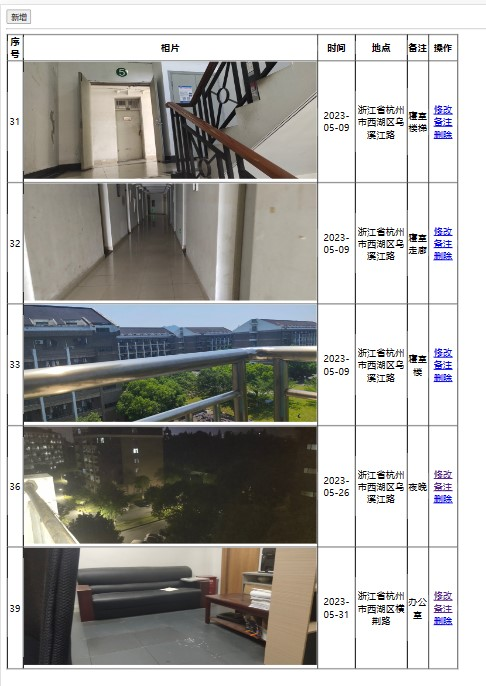 新增
序号 相片 时间 地点 备注 操作
5
31 2023-05-09 浙江省杭州市西湖区乌溪江路 寝室楼梯 修改备注 删除
32 2023-05-09 浙江省杭州市西湖区乌溪江路 寝室走廊 修改备注 删除
33 2023-05-09 浙江省杭州市西湖区乌溪江路 寝室楼 修改备注 删除
36 2023-05-26 浙江省杭州市西湖区乌溪江路 夜晚 修改备注 删除
39 2023-05-31 浙江省杭州市西湖区横荆路 办公室 修改备注 删除